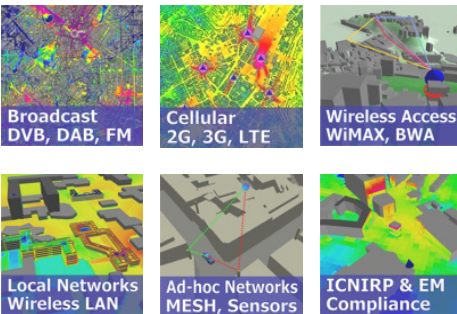 Broadcast
DVB, DAB, FM
Cellular
2G, 3G, LTE
Wireless Access
WiMAX, BWA
Local Networks
Wireless LAN
Ad-hoc Networks
MESH, Sensors
ICNIRP & EM
Compliance